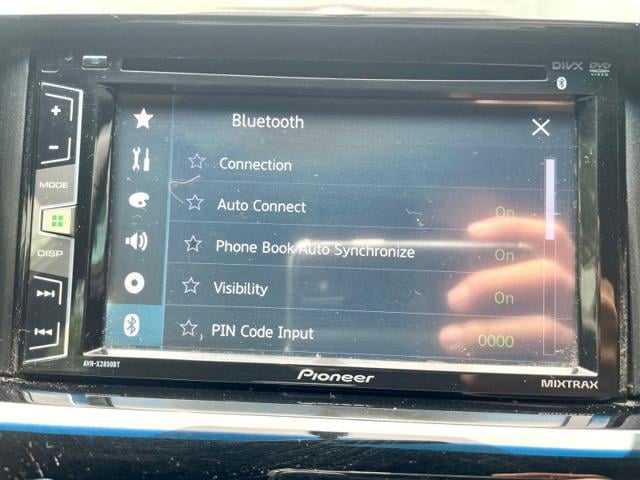 DIVX DVD
VIDEO
+
Bluetooth
-
Connection
MODE
Auto Connect On
Phone Book Auto Synchronize On
DISP
Visibility On
PIN Code Input 0000
AVH-X2850BT
Pioneer
MIXTRAX